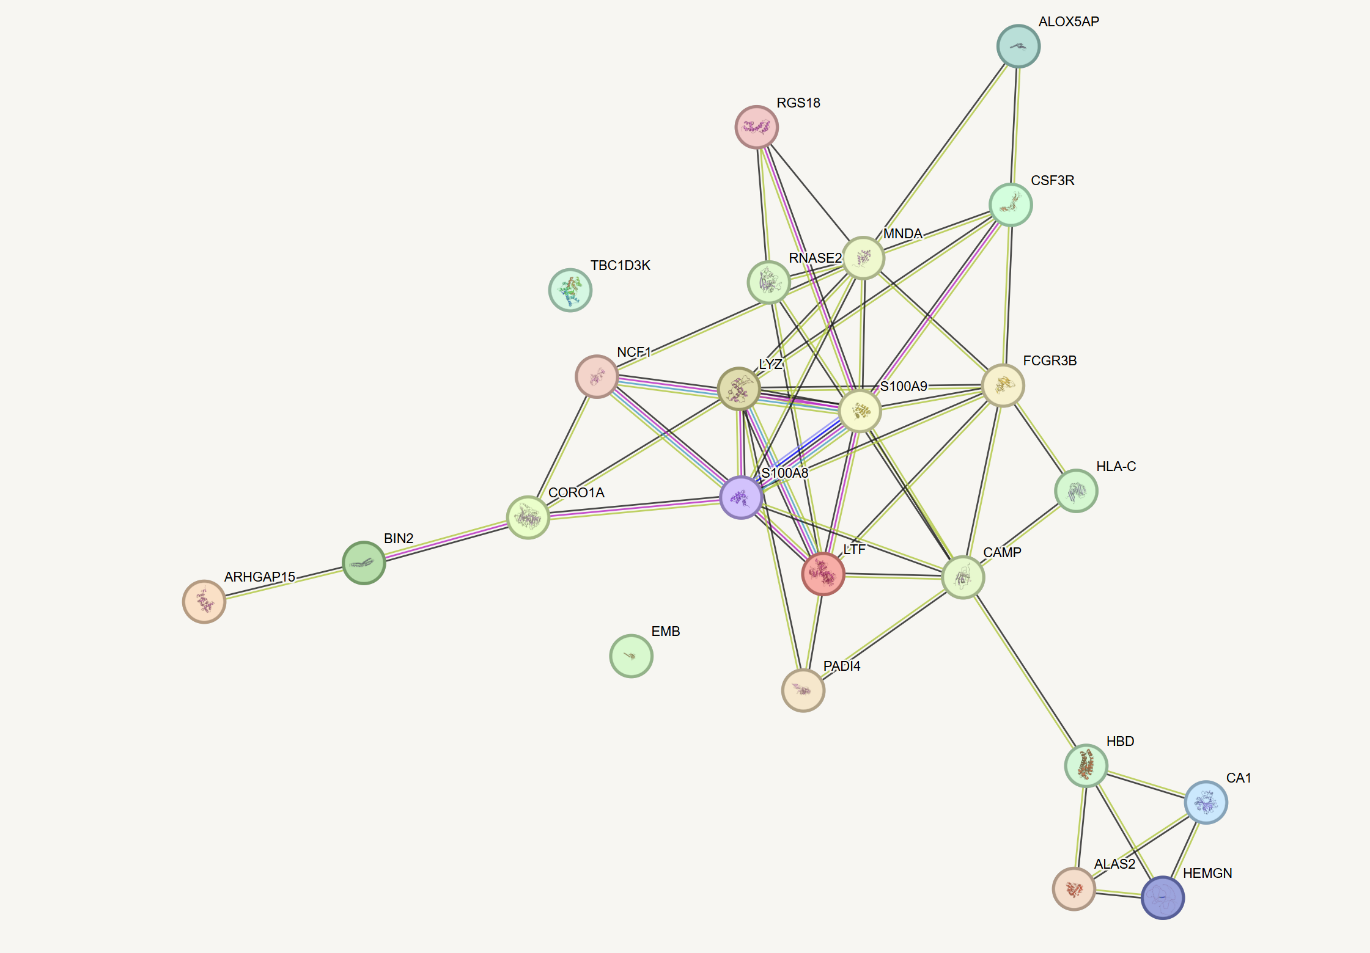 ALOX5AP
RGS18
CSF3R
MNDA
RNASE2
TBC1D3K
NCF1
LYZ
FCGR3B
S100A9
HLA-C
S100A8
CORO1A
BIN2
LTF
CAMP
ARHGAP15
EMB
PADI4
HBD
CA1
ALAS2
HEMGN